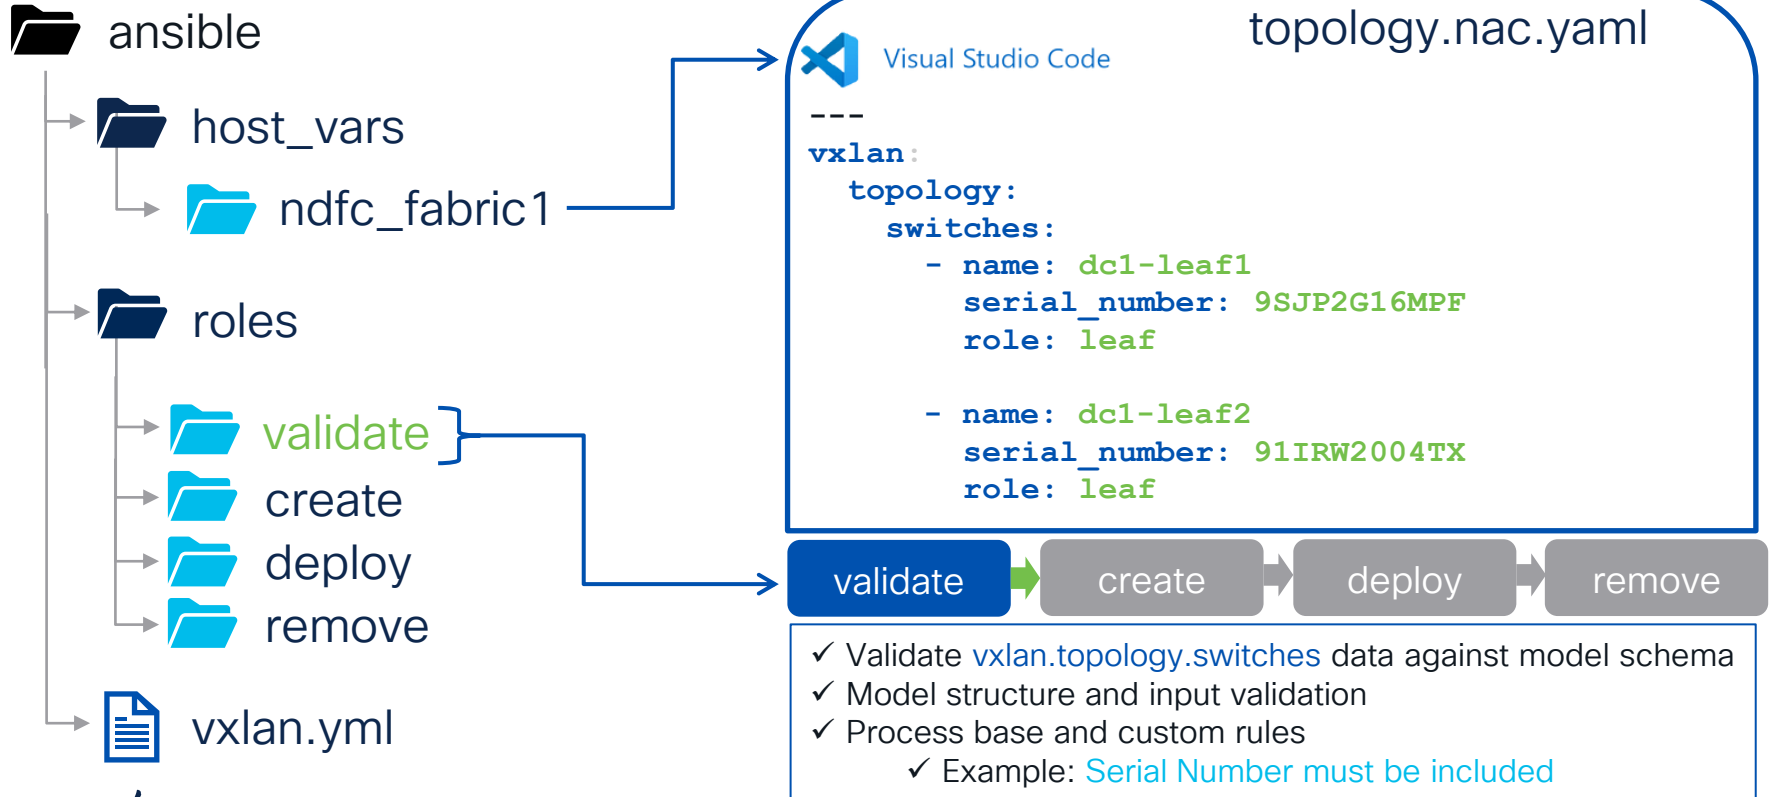 ansible
host_vars
ndfc_fabric1
roles
validate
create
deploy
remove
vxlan.yml
topology.nac.yaml
Visual Studio Code
---
vxlan:
topology:
switches:
- name: dc1-leaf1
serial_number: 9SJP2G16MPF
role: leaf
- name: dc1-leaf2
serial_number: 91IRW2004TX
role: leaf
validate create deploy remove
✓ Validate vxlan.topology.switches data against model schema
✓ Model structure and input validation
✓ Process base and custom rules
✓ Example: Serial Number must be included